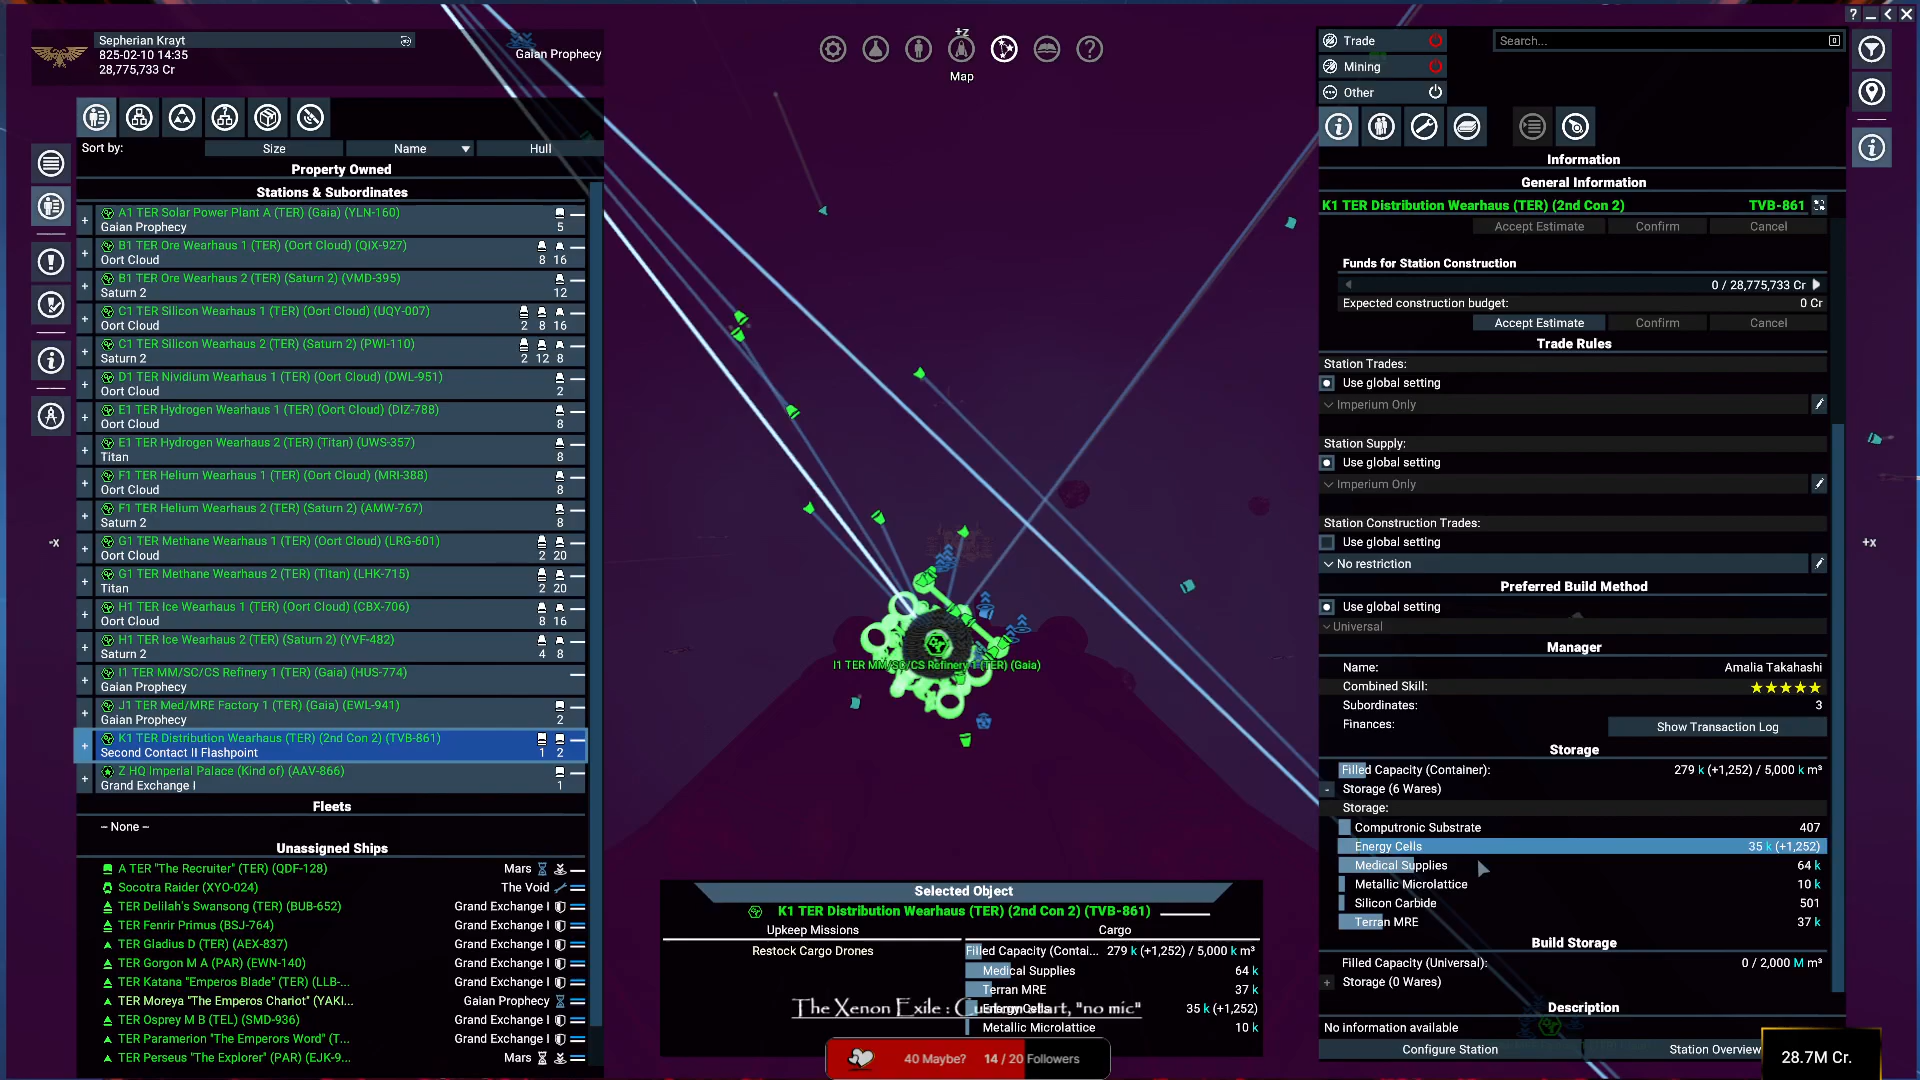 Sepherian Krayt
825-02-10 14:35
28,775,733 Cr
Gaian Prophecy
+Z
Map
-X
+X
Sort by:
Size
Name
Hull
Property Owned
Stations & Subordinates
A1 TER Solar Power Plant A (TER) (Gaia) (YLN-160)
Gaian Prophecy
5
B1 TER Ore Wearhaus 1 (TER) (Oort Cloud) (QIX-927)
Oort Cloud
8 16
B1 TER Ore Wearhaus 2 (TER) (Saturn 2) (VMD-395)
Saturn 2
12
C1 TER Silicon Wearhaus 1 (TER) (Oort Cloud) (UQY-007)
Oort Cloud
2 8 16
C1 TER Silicon Wearhaus 2 (TER) (Saturn 2) (PWI-110)
Saturn 2
2 12 8
D1 TER Nividium Wearhaus 1 (TER) (Oort Cloud) (DWL-951)
Oort Cloud
2
E1 TER Hydrogen Wearhaus 1 (TER) (Oort Cloud) (DIZ-788)
Oort Cloud
8
E1 TER Hydrogen Wearhaus 2 (TER) (Titan) (UWS-357)
Titan
8
F1 TER Helium Wearhaus 1 (TER) (Oort Cloud) (MRI-388)
Oort Cloud
8
F1 TER Helium Wearhaus 2 (TER) (Saturn 2) (AMW-767)
Saturn 2
8
G1 TER Methane Wearhaus 1 (TER) (Oort Cloud) (LRG-601)
Oort Cloud
2 20
G1 TER Methane Wearhaus 2 (TER) (Titan) (LHK-715)
Titan
2 20
H1 TER Ice Wearhaus 1 (TER) (Oort Cloud) (CBX-706)
Oort Cloud
8 16
H1 TER Ice Wearhaus 2 (TER) (Saturn 2) (YVF-482)
Saturn 2
4 8
I1 TER MM/SC/CS Refinery 1 (TER) (Gaia) (HUS-774)
Gaian Prophecy
J1 TER Med/MRE Factory 1 (TER) (Gaia) (EWL-941)
Gaian Prophecy
2
K1 TER Distribution Wearhaus (TER) (2nd Con 2) (TVB-861)
Second Contact II Flashpoint
1 2
Z HQ Imperial Palace (Kind of) (AAV-866)
Grand Exchange I
1
Fleets
-- None --
Unassigned Ships
A TER "The Recruiter" (TER) (QDF-128) Mars
Socotra Raider (XYO-024) The Void
TER Delilah's Swansong (TER) (BUB-652) Grand Exchange I
TER Fenrir Primus (BSJ-764) Grand Exchange I
TER Gladius D (TER) (AEX-837) Grand Exchange I
TER Gorgon M A (PAR) (EWN-140) Grand Exchange I
TER Katana "Emperos Blade" (TER) (LLB-... Grand Exchange I
TER Moreya "The Emperos Chariot" (YAKI... Gaian Prophecy
TER Osprey M B (TEL) (SMD-936) Grand Exchange I
TER Paramerion "The Emperors Word" (T... Grand Exchange I
TER Perseus "The Explorer" (PAR) (EJK-9... Mars
I1 TER MM/SC/CS Refinery 1 (TER) (Gaia)
Selected Object
K1 TER Distribution Wearhaus (TER) (2nd Con 2) (TVB-861)
Upkeep Missions
Cargo
Restock Cargo Drones
Filled Capacity (Contai... 279 k (+1,252) / 5,000 k m³
Medical Supplies 64 k
Terran MRE 37 k
Energy Cells 35 k (+1,252)
Metallic Microlattice 10 k
The Xenon Exile : "no mic"
40 Maybe? 14 / 20 Followers
Trade
Mining
Other
Search...
Information
General Information
K1 TER Distribution Wearhaus (TER) (2nd Con 2) TVB-861
Accept Estimate Confirm Cancel
Funds for Station Construction
0 / 28,775,733 Cr
Expected construction budget: 0 Cr
Accept Estimate Confirm Cancel
Trade Rules
Station Trades:
Use global setting
Imperium Only
Station Supply:
Use global setting
Imperium Only
Station Construction Trades:
Use global setting
No restriction
Preferred Build Method
Use global setting
Universal
Manager
Name: Amalia Takahashi
Combined Skill: ★★★★★
Subordinates: 3
Finances: Show Transaction Log
Storage
Filled Capacity (Container): 279 k (+1,252) / 5,000 k m³
- Storage (6 Wares)
Storage:
Computronic Substrate 407
Energy Cells 35 k (+1,252)
Medical Supplies 64 k
Metallic Microlattice 10 k
Silicon Carbide 501
Terran MRE 37 k
Build Storage
Filled Capacity (Universal): 0 / 2,000 M m³
+ Storage (0 Wares)
Description
No information available
Configure Station
Station Overview
28.7M Cr.